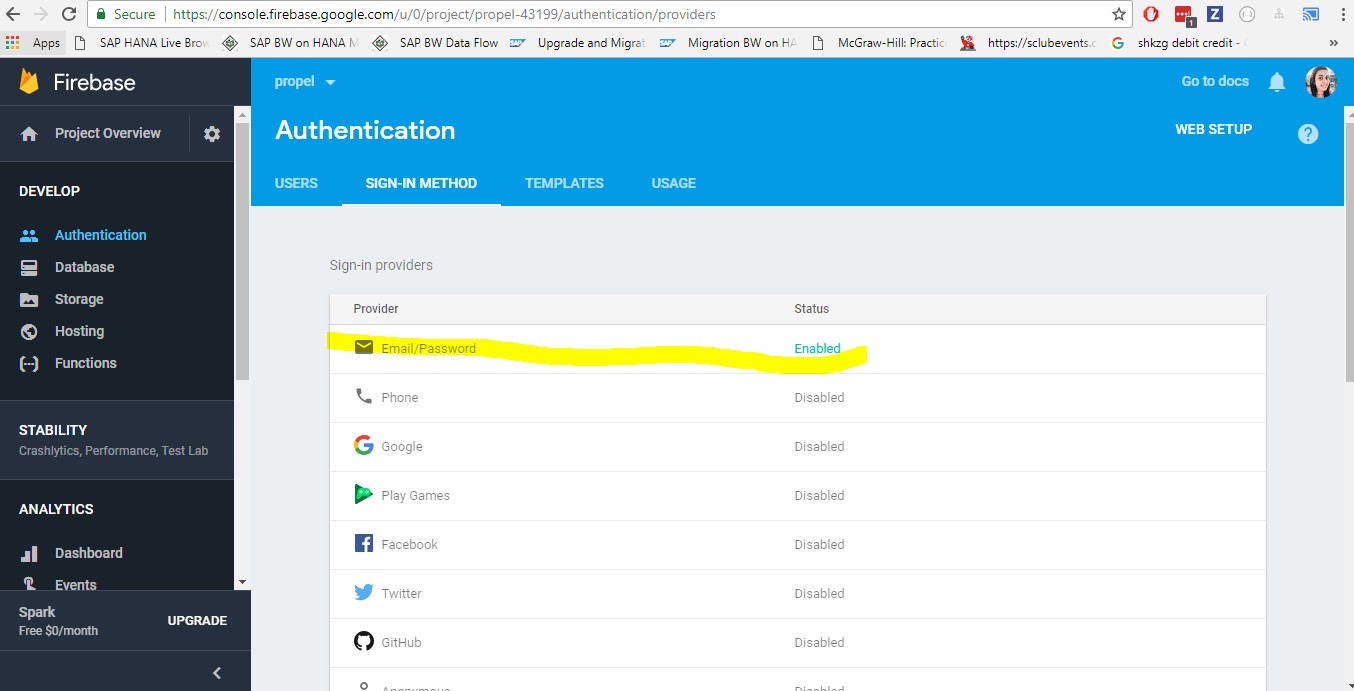 Secure https://console.firebase.google.com/u/0/project/propel-43199/authentication/providers
Apps SAP HANA Live Brow SAP BW on HANA M SAP BW Data Flow Upgrade and Migrat Migration BW on HA McGraw-Hill: Practic https://sclubevents.c shkzg debit credit - »
Firebase
propel
Go to docs
Project Overview
Authentication
WEB SETUP
?
USERS SIGN-IN METHOD TEMPLATES USAGE
DEVELOP
Authentication
Database
Storage
Hosting
Functions
STABILITY
Crashlytics, Performance, Test Lab
ANALYTICS
Dashboard
Events
Spark
Free $0/month
UPGRADE
Sign-in providers
Provider Status
Email/Password Enabled
Phone Disabled
Google Disabled
Play Games Disabled
Facebook Disabled
Twitter Disabled
GitHub Disabled
Anonymous Disabled